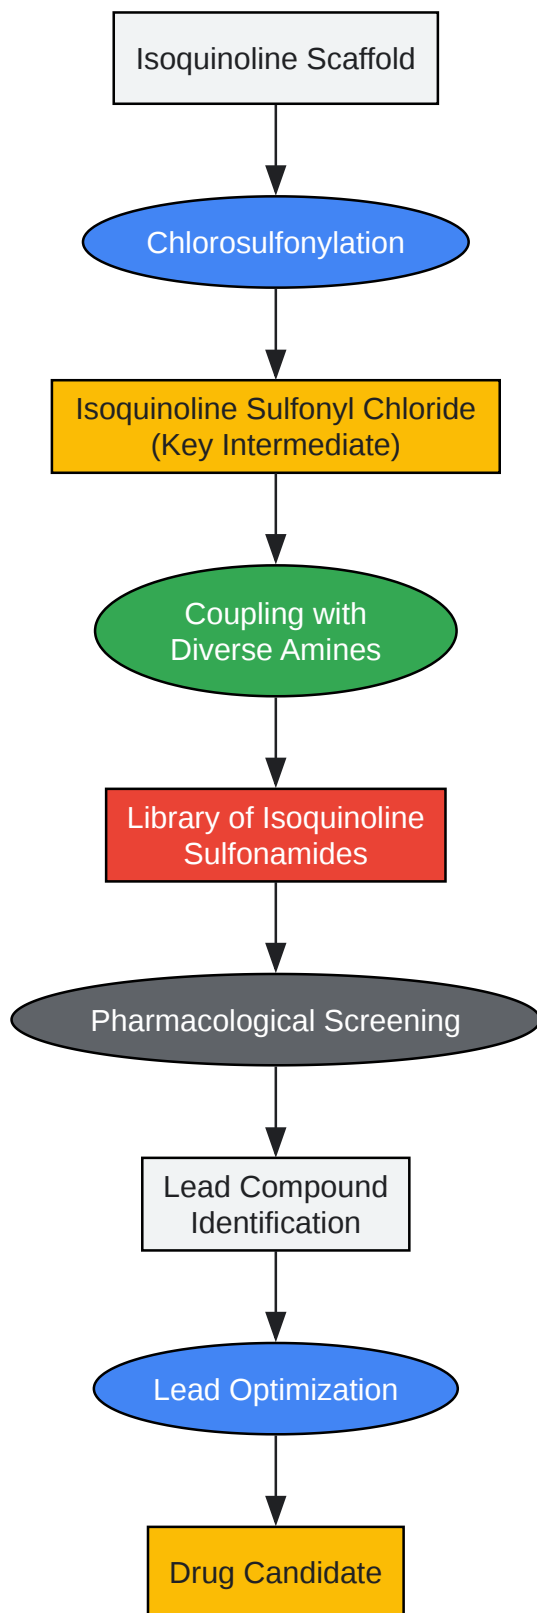 Isoquinoline Scaffold
Chlorosulfonylation
Isoquinoline Sulfonyl Chloride
(Key Intermediate)
Coupling with
Diverse Amines
Library of Isoquinoline
Sulfonamides
Pharmacological Screening
Lead Compound
Identification
Lead Optimization
Drug Candidate